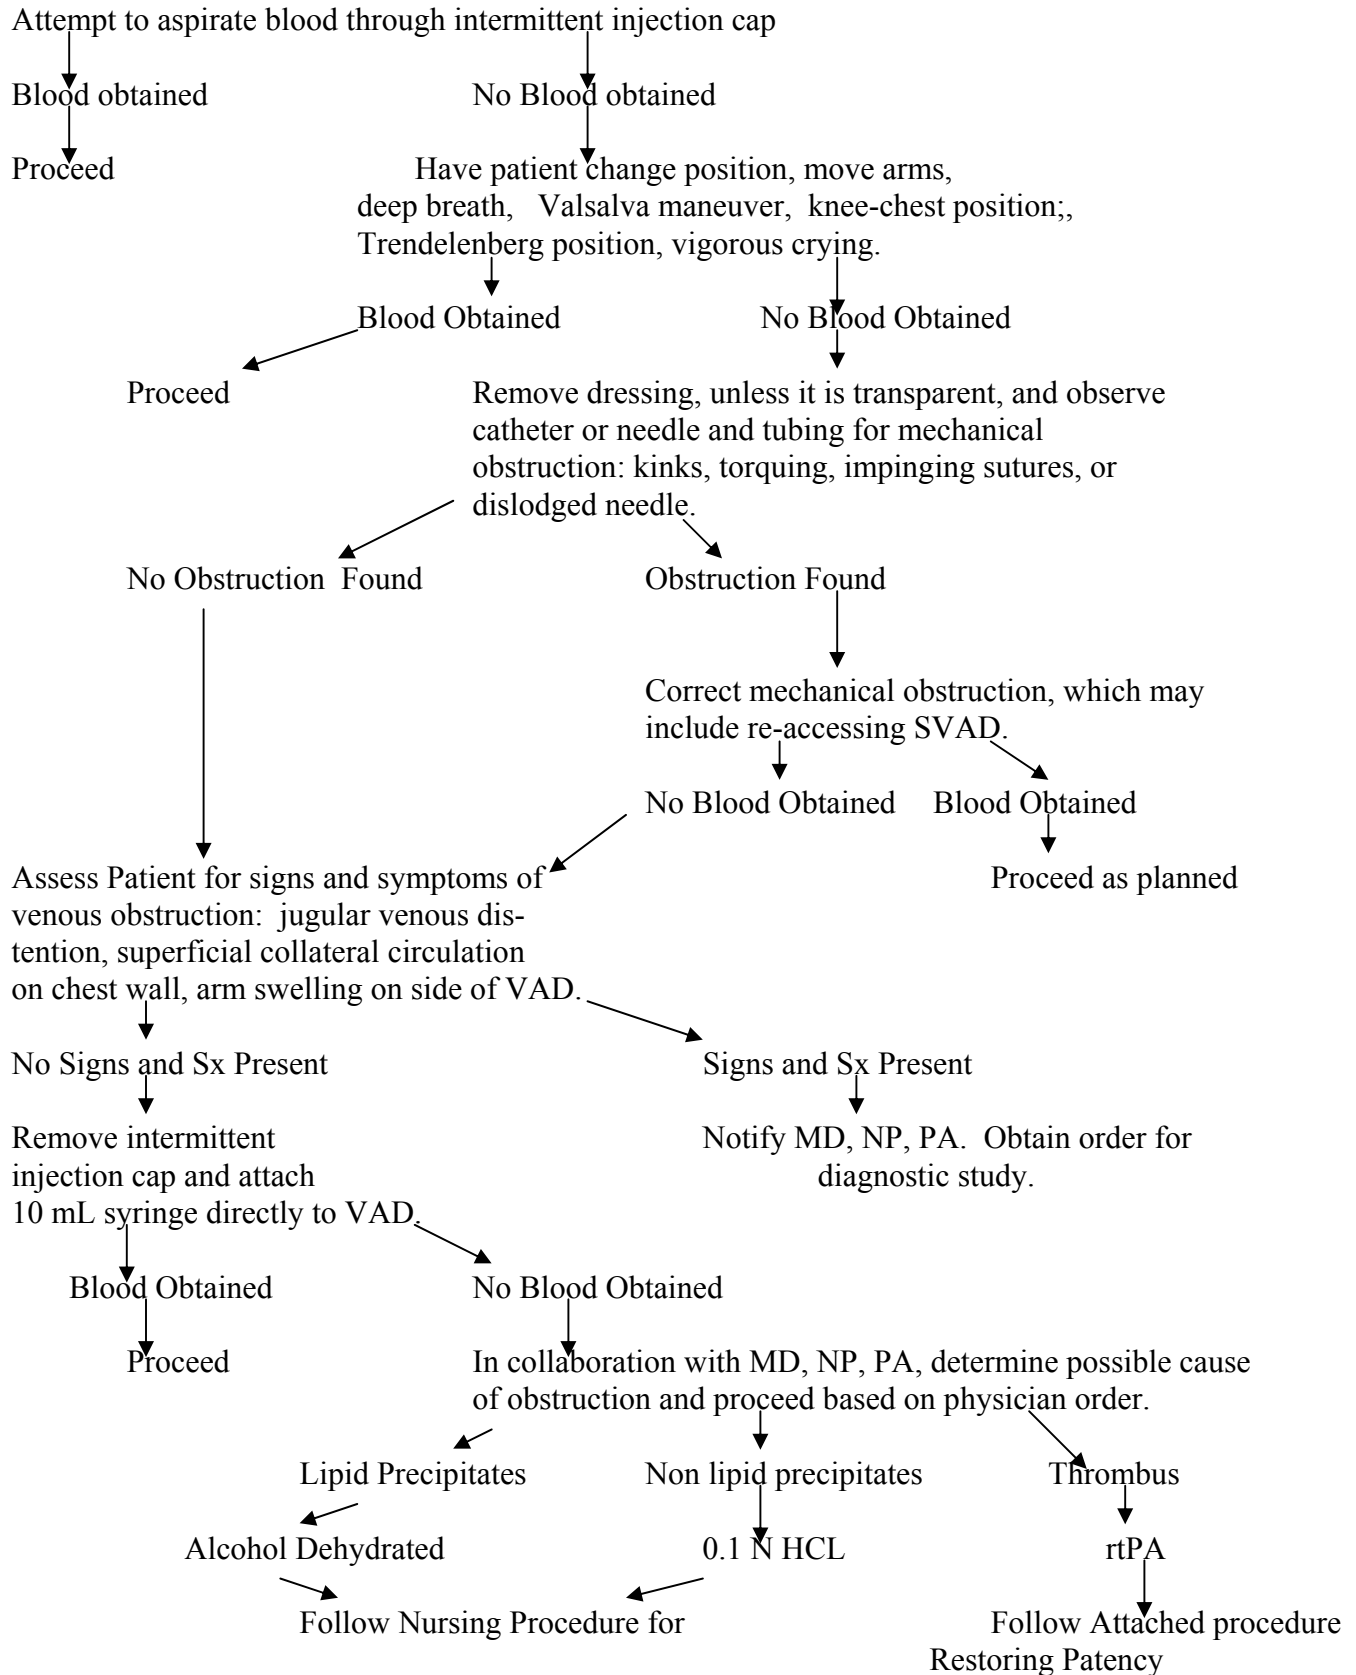 Attempt to aspirate blood through intermittent injection cap
Blood obtained
No Blood obtained
Proceed
Have patient change position, move arms,
deep breath, Valsalva maneuver, knee-chest position;,
Trendelenberg position, vigorous crying.
Blood Obtained
No Blood Obtained
Proceed
Remove dressing, unless it is transparent, and observe
catheter or needle and tubing for mechanical
obstruction: kinks, torquing, impinging sutures, or
dislodged needle.
No Obstruction Found
Obstruction Found
Correct mechanical obstruction, which may
include re-accessing SVAD.
No Blood Obtained
Blood Obtained
Assess Patient for signs and symptoms of
venous obstruction: jugular venous dis-
tention, superficial collateral circulation
on chest wall, arm swelling on side of VAD.
Proceed as planned
No Signs and Sx Present
Signs and Sx Present
Remove intermittent
injection cap and attach
10 mL syringe directly to VAD.
Notify MD, NP, PA. Obtain order for
diagnostic study.
Blood Obtained
No Blood Obtained
Proceed
In collaboration with MD, NP, PA, determine possible cause
of obstruction and proceed based on physician order.
Lipid Precipitates
Non lipid precipitates
Thrombus
Alcohol Dehydrated
0.1 N HCL
rtPA
Follow Nursing Procedure for
Follow Attached procedure
Restoring Patency